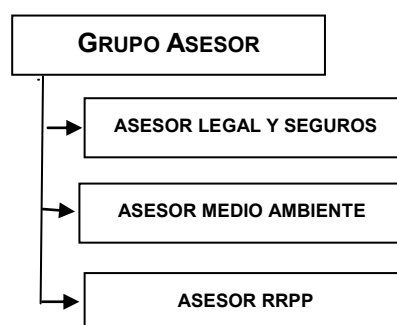 GRUPO ASESOR
ASESOR LEGAL Y SEGUROS
ASESOR MEDIO AMBIENTE
ASESOR RRPP